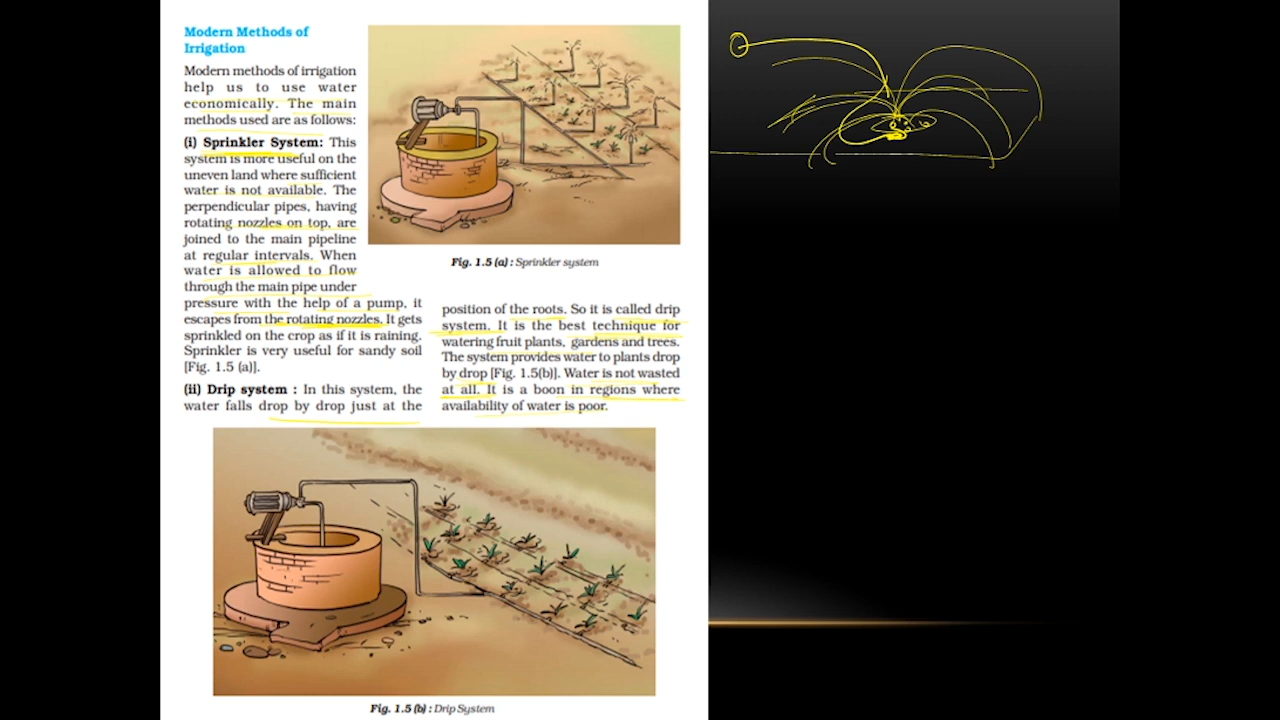 Modern Methods of
Irrigation
Modern methods of irrigation
help us to use water
economically. The main
methods used are as follows:
(i) Sprinkler System: This
system is more useful on the
uneven land where sufficient
water is not available. The
perpendicular pipes, having
rotating nozzles on top, are
joined to the main pipeline
at regular intervals. When
water is allowed to flow
through the main pipe under
pressure with the help of a pump, it
escapes from the rotating nozzles. It gets
sprinkled on the crop as if it is raining.
Sprinkler is very useful for sandy soil
[Fig. 1.5 (a)].
(ii) Drip system : In this system, the
water falls drop by drop just at the
Fig. 1.5 (a) : Sprinkler system
position of the roots. So it is called drip
system. It is the best technique for
watering fruit plants, gardens and trees.
The system provides water to plants drop
by drop [Fig. 1.5(b)]. Water is not wasted
at all. It is a boon in regions where
availability of water is poor.
Fig. 1.5 (b) : Drip System